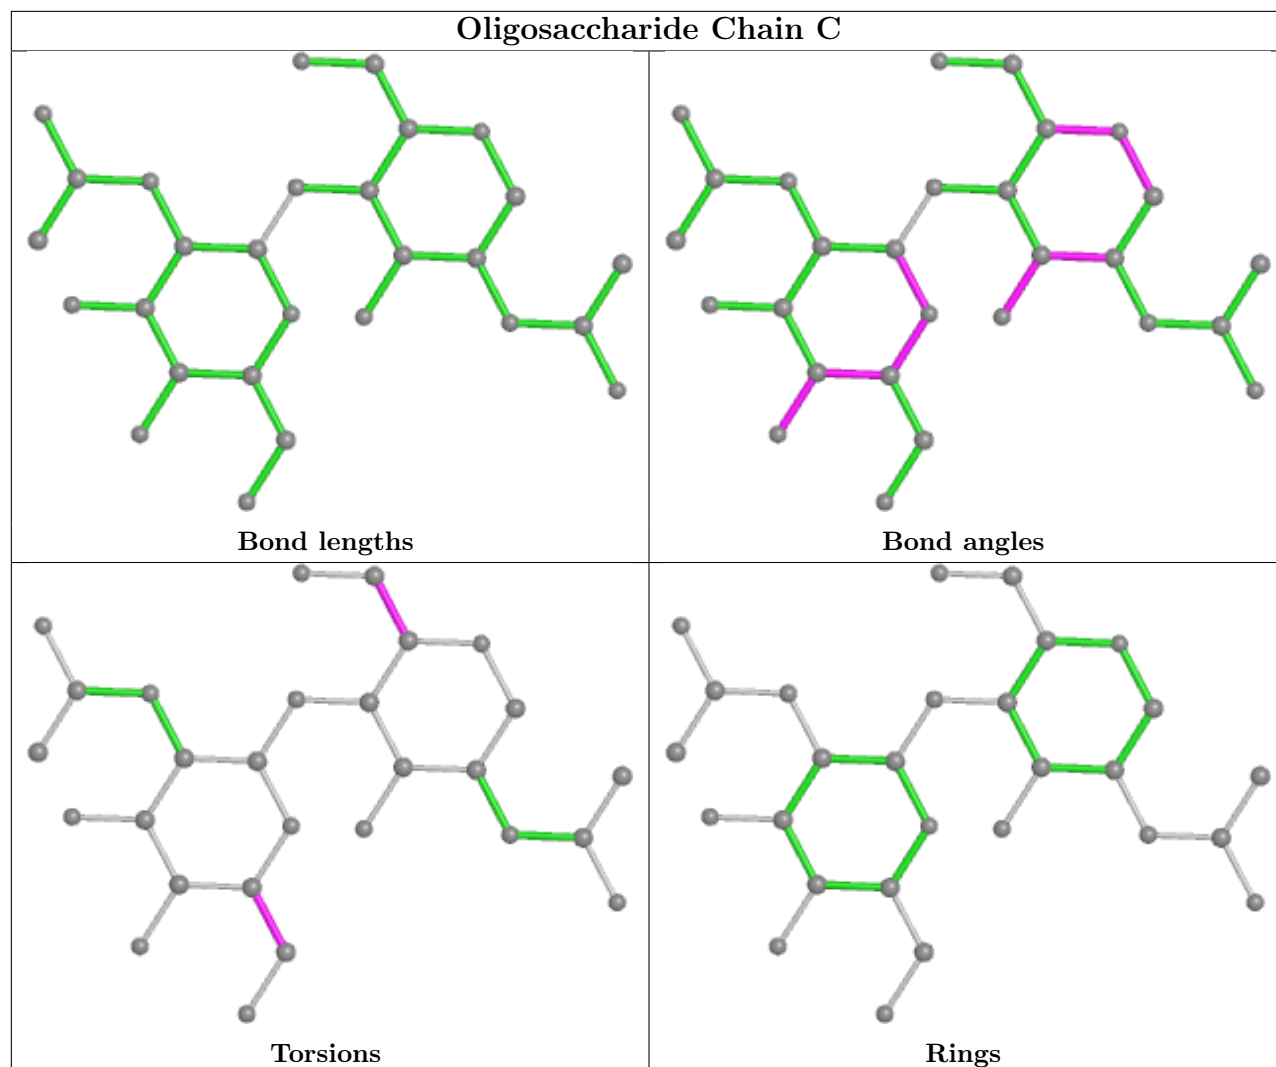 Oligosaccharide Chain C
Bond lengths
Bond angles
Torsions
Rings